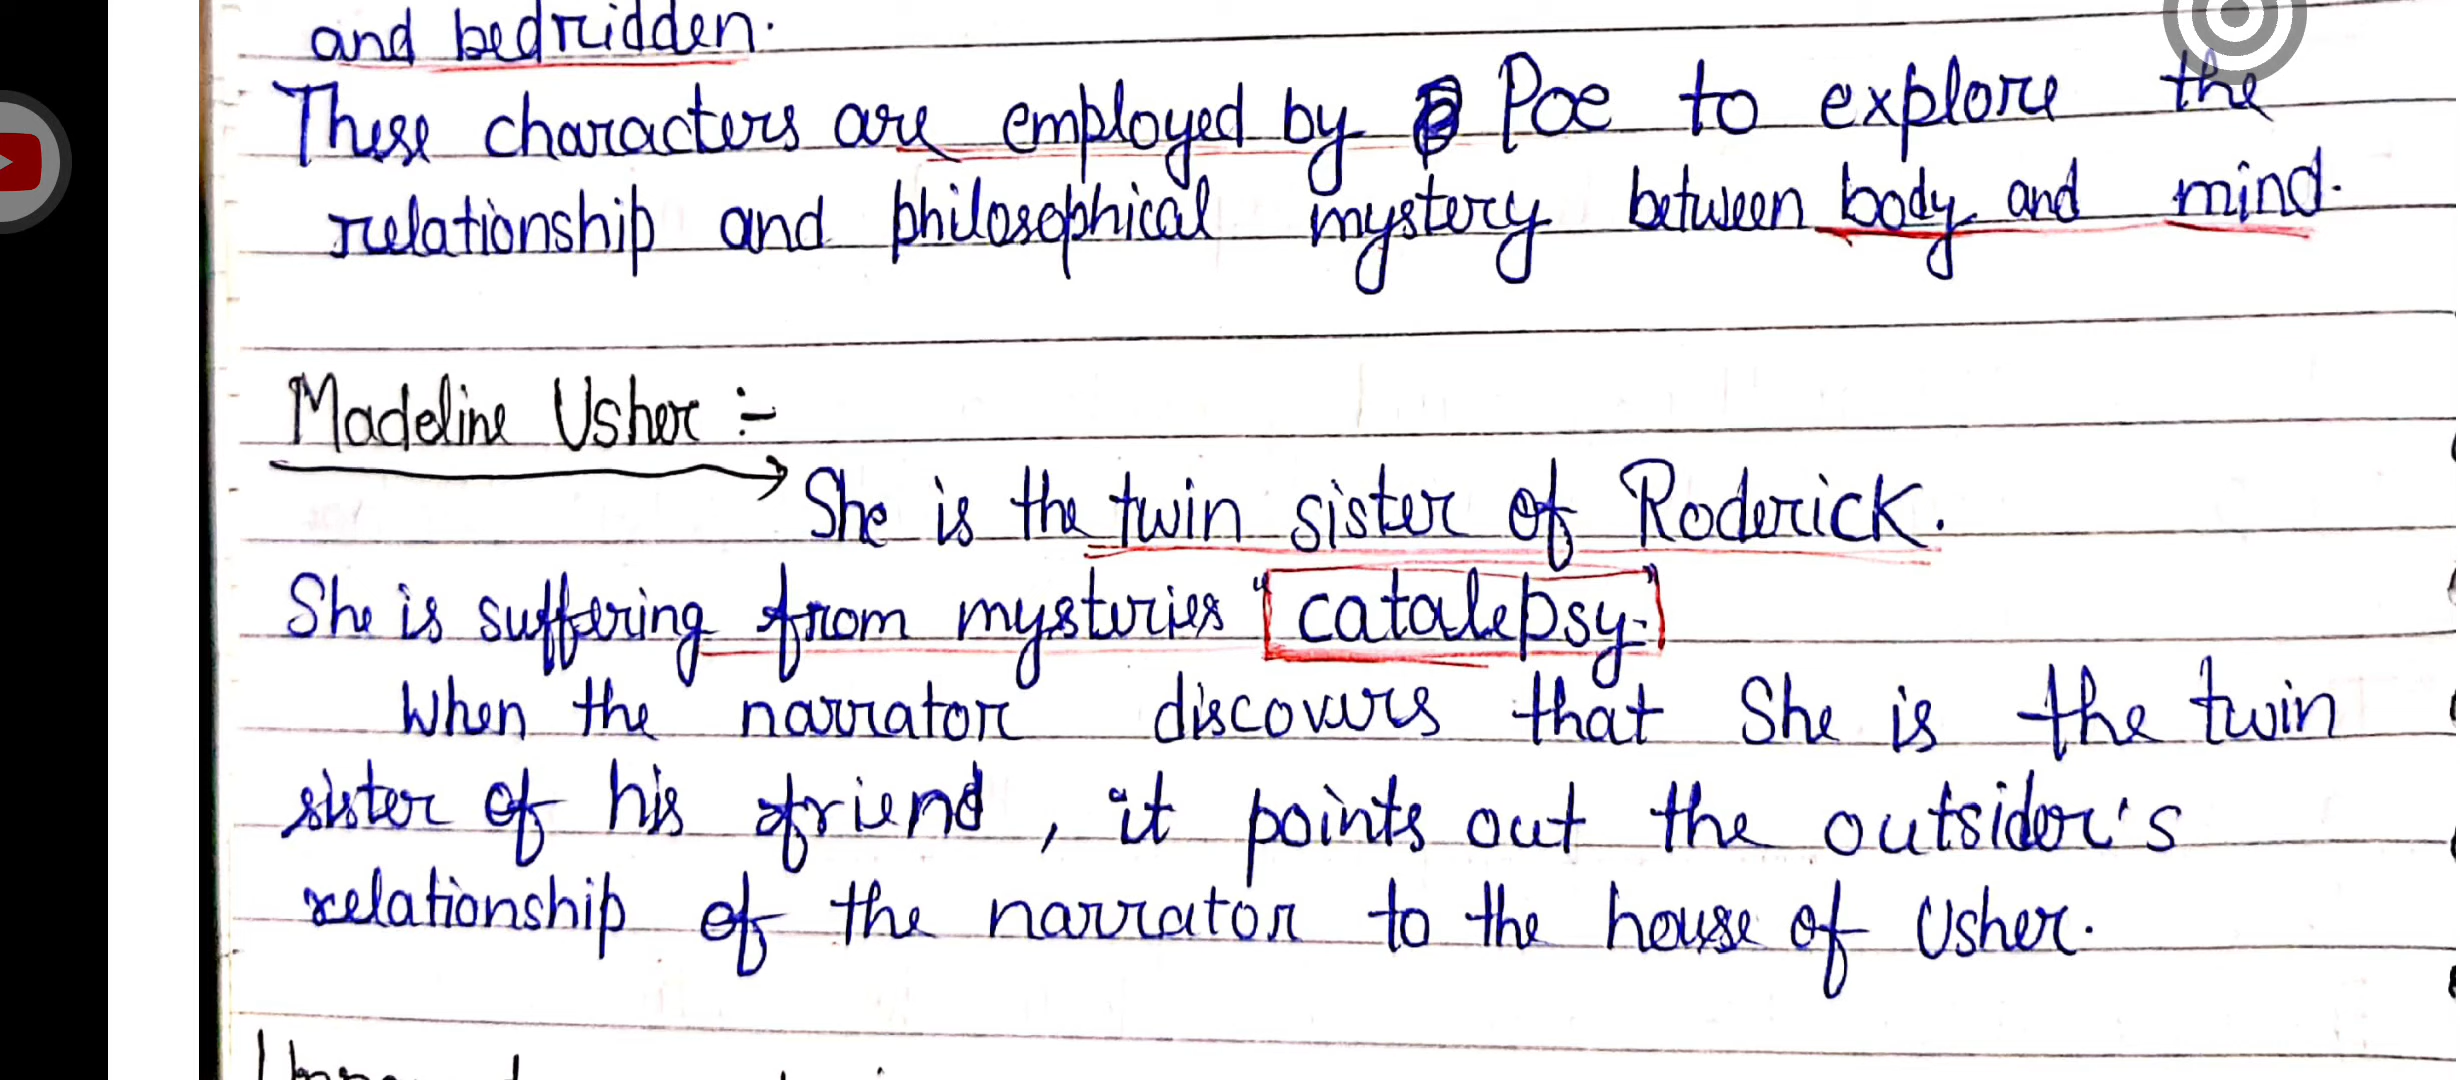 and bedridden.
These characters are employed by Poe to explore the
relationship and philosophical mystery between body and mind.
Madeline Usher :-
She is the twin sister of Roderick.
She is suffering from mysteries "catalepsy."
When the narrator discovers that She is the twin
sister of his friend, it points out the outsider's
relationship of the narrator to the house of Usher.